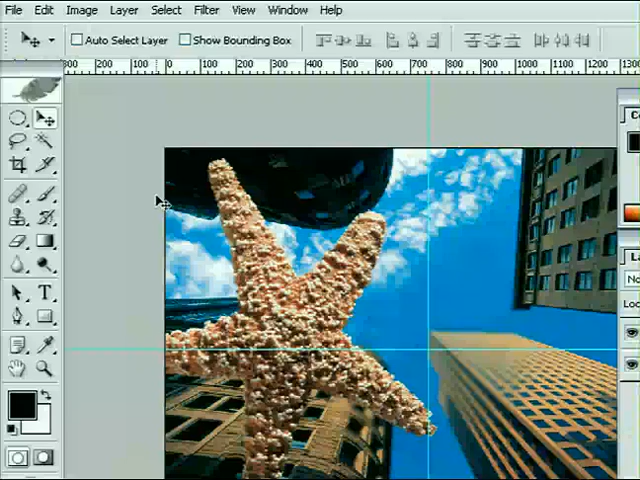 File Edit Image Layer Select Filter View Window Help
Auto Select Layer Show Bounding Box
300 200 100 0 100 200 300 400 500 600 700 800 900 1000 1100 1200 1300
T